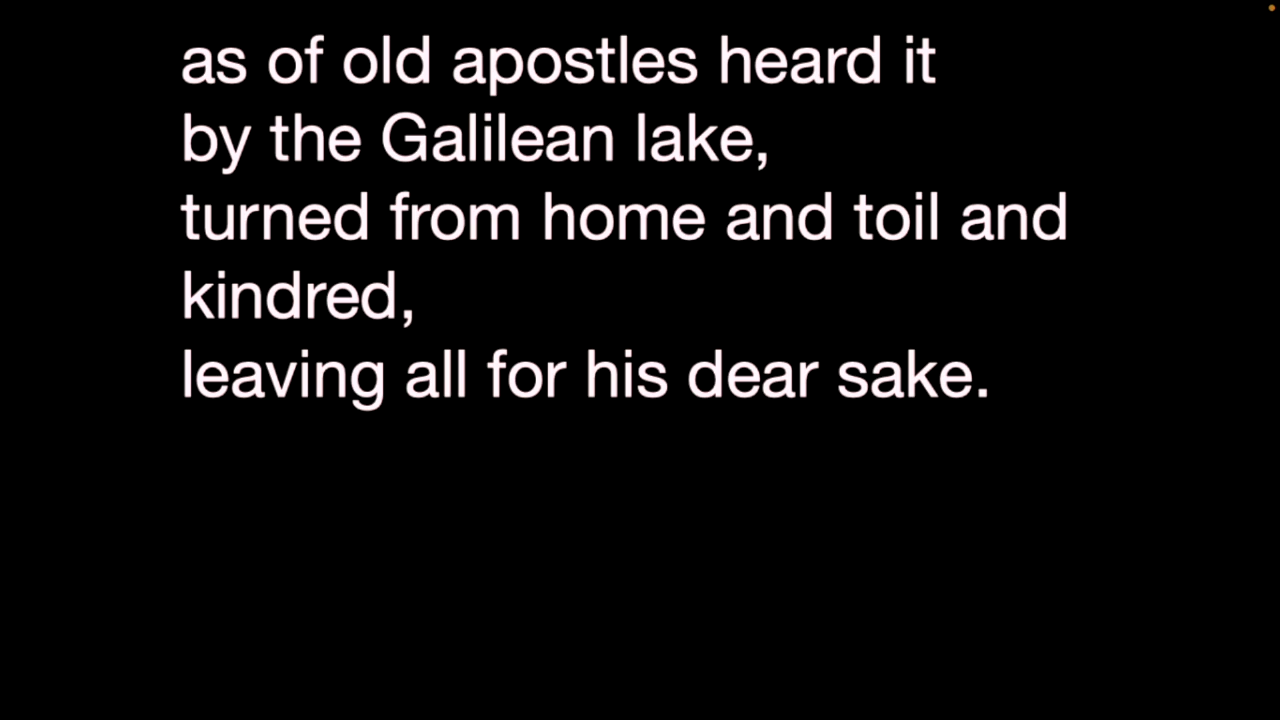 as of old apostles heard it
by the Galilean lake,
turned from home and toil and
kindred,
leaving all for his dear sake.